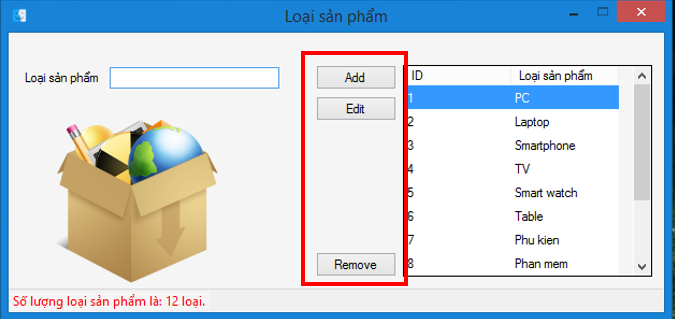 Loại sản phẩm
Loại sản phẩm
Add
Edit
Remove
ID Loại sản phẩm
1 PC
2 Laptop
3 Smartphone
4 TV
5 Smart watch
6 Table
7 Phu kien
8 Phan mem
Số lượng loại sản phẩm là: 12 loại.